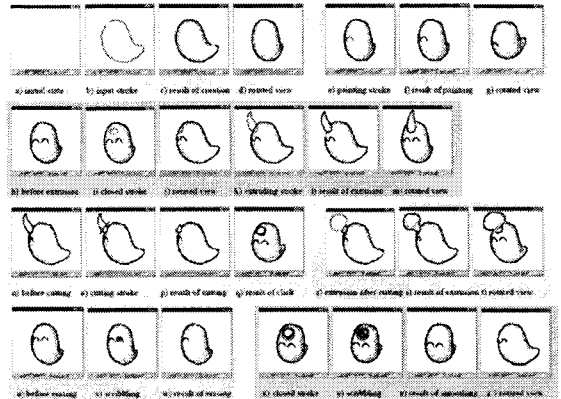 a) initial state b) input stroke c) result of creation d) rotated view e) painting stroke f) result of painting g) rotated view
h) before extrusion i) closed stroke j) rotated view k) extruding stroke l) result of extrusion m) rotated view
n) before cutting o) cutting stroke p) result of cutting q) result of click r) extrusion after cutting s) result of extrusion t) rotated view
u) before erasing v) scribbling w) result of erasing x) closed stroke y) scribbling z) result of smoothing rotated view